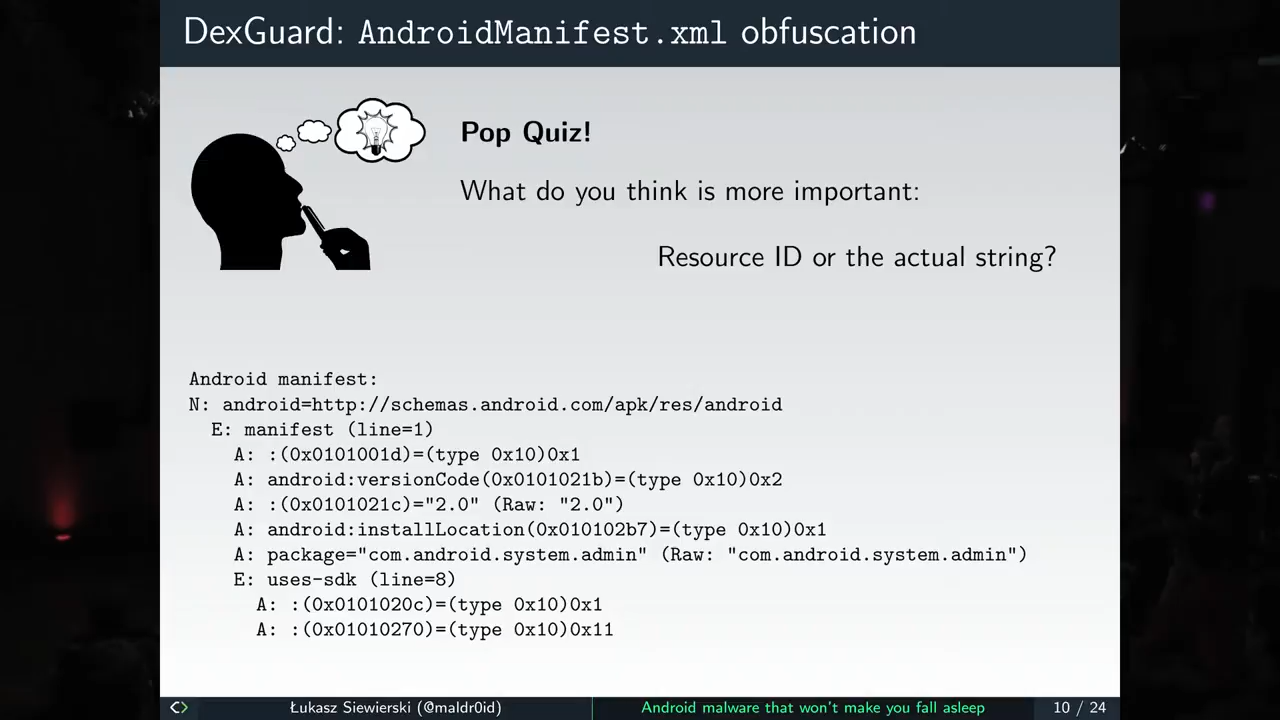 DexGuard: AndroidManifest.xml obfuscation
Pop Quiz!
What do you think is more important:
Resource ID or the actual string?
Android manifest:
N: android=http://schemas.android.com/apk/res/android
E: manifest (line=1)
A: :(0x0101001d)=(type 0x10)0x1
A: android:versionCode(0x0101021b)=(type 0x10)0x2
A: :(0x0101021c)="2.0" (Raw: "2.0")
A: android:installLocation(0x010102b7)=(type 0x10)0x1
A: package="com.android.system.admin" (Raw: "com.android.system.admin")
E: uses-sdk (line=8)
A: :(0x0101020c)=(type 0x10)0x1
A: :(0x01010270)=(type 0x10)0x11
<> Łukasz Siewierski (@maldr0id) Android malware that won't make you fall asleep 10 / 24